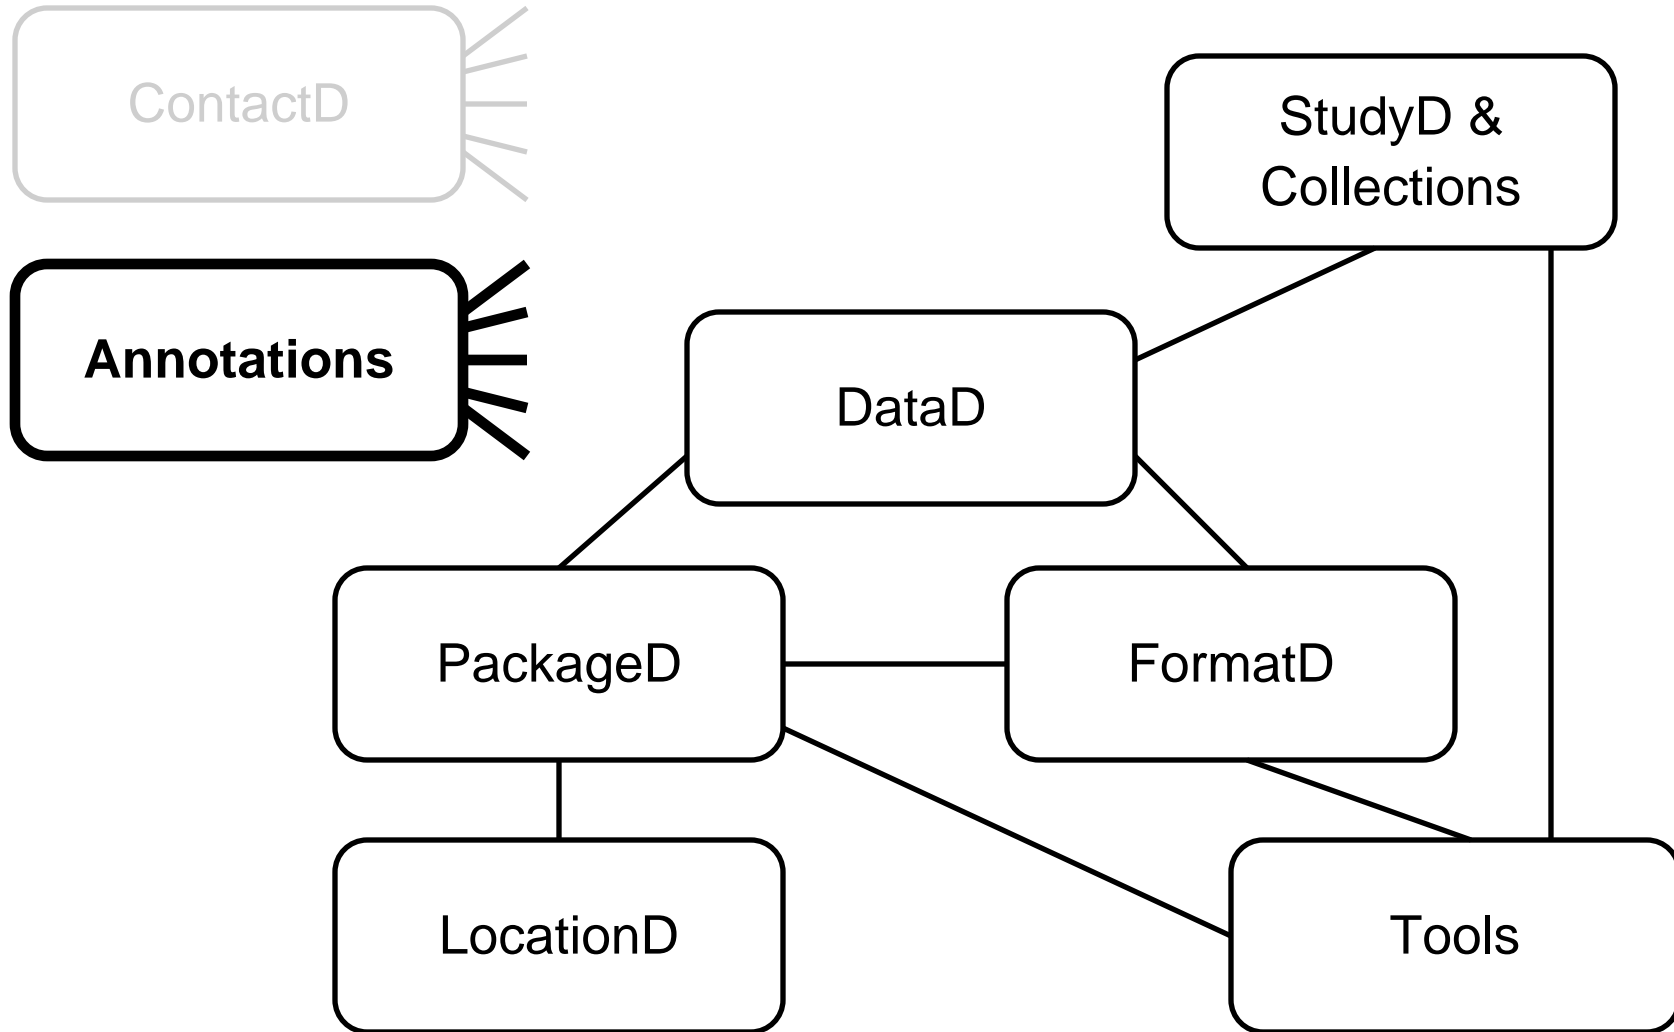 ContactD
StudyD &
Collections
Annotations
DataD
PackageD
FormatD
LocationD
Tools